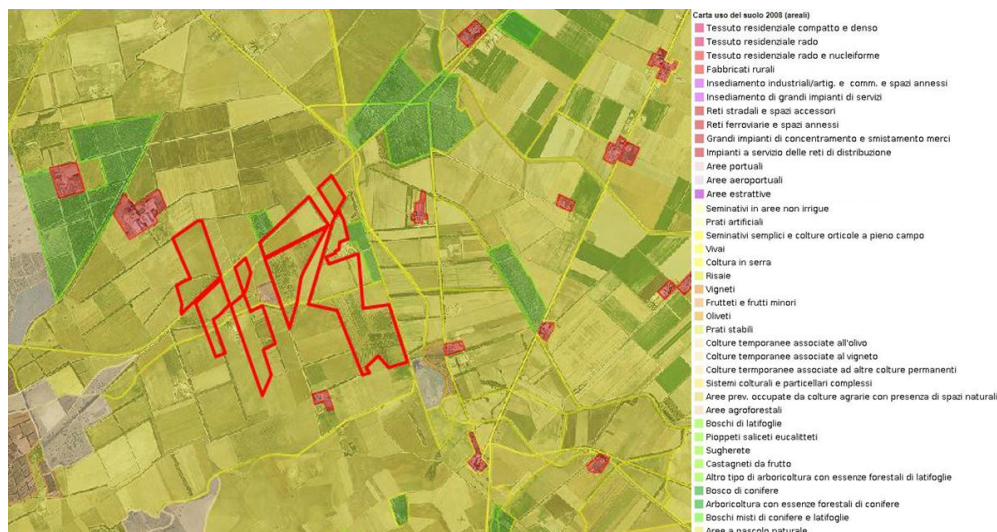 Carta uso del suolo 2008 (areali)
Tessuto residenziale compatto e denso
Tessuto residenziale rado
Tessuto residenziale rado e nucleiforme
Fabbricati rurali
Insediamento industriali/artig. e comm. e spazi annessi
Insediamento di grandi impianti di servizi
Reti stradali e spazi accessori
Reti ferroviarie e spazi annessi
Grandi impianti di concentramento e smistamento merci
Impianti a servizio delle reti di distribuzione
Aree portuali
Aree aeroportuali
Aree estrattive
Seminativi in aree non irrigue
Prati artificiali
Seminativi semplici e colture orticole a pieno campo
Vivai
Coltura in serra
Risaie
Vigneti
Frutteti e frutti minori
Oliveti
Prati stabili
Colture temporanee associate all'olivo
Colture temporanee associate al vigneto
Colture termporanee associate ad altre colture permanenti
Sistemi colturali e particellari complessi
Aree prev. occupate da colture agrarie con presenza di spazi naturali
Aree agroforestali
Boschi di latifoglie
Pioppeti saliceti eucalitteti
Sugherete
Castagneti da frutto
Altro tipo di arboricoltura con essenze forestali di latifoglie
Bosco di conifere
Arboricoltura con essenze forestali di conifere
Boschi misti di conifere e latifoglie
Aree a pascolo naturale